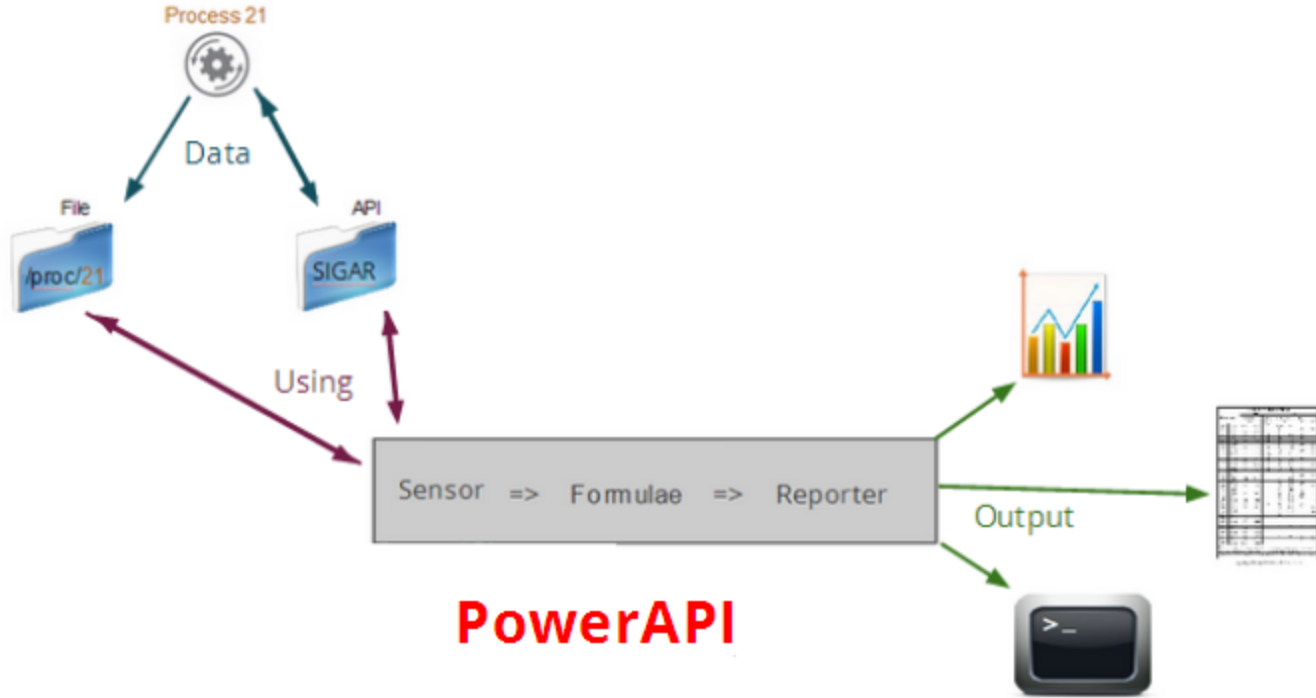 Process 21
Data
File
API
/proc/21
SIGAR
Using
Sensor => Formulae => Reporter
Output
PowerAPI
>_